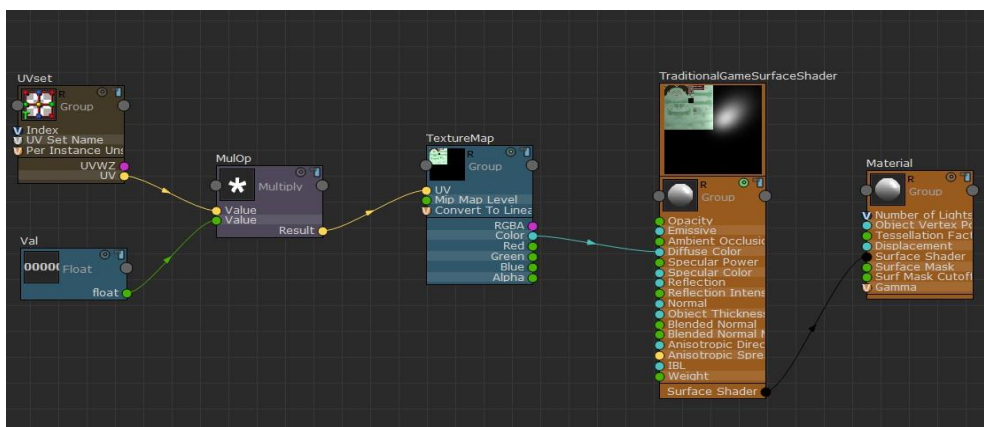 UVset
R
Group
Index
UV Set Name
Per Instance Uns
UVWZ
UV
Val
Float
float
MulOp
*
Multiply
Value
Value
Result
TextureMap
R
Group
UV
Mip Map Level
Convert To Linea
RGBA
Color
Red
Green
Blue
Alpha
TraditionalGameSurfaceShader
R
Group
Opacity
Emissive
Ambient Occlusic
Diffuse Color
Specular Power
Specular Color
Reflection
Reflection Intens
Normal
Object Thicknes
Blended Normal
Blended Normal
Anisotropic Direc
Anisotropic Spre
IBL
Weight
Surface Shader
Material
R
Group
Number of Lights
Object Vertex Po
Tessellation Fact
Displacement
Surface Shader
Surface Mask
Surf Mask Cutoff
Gamma